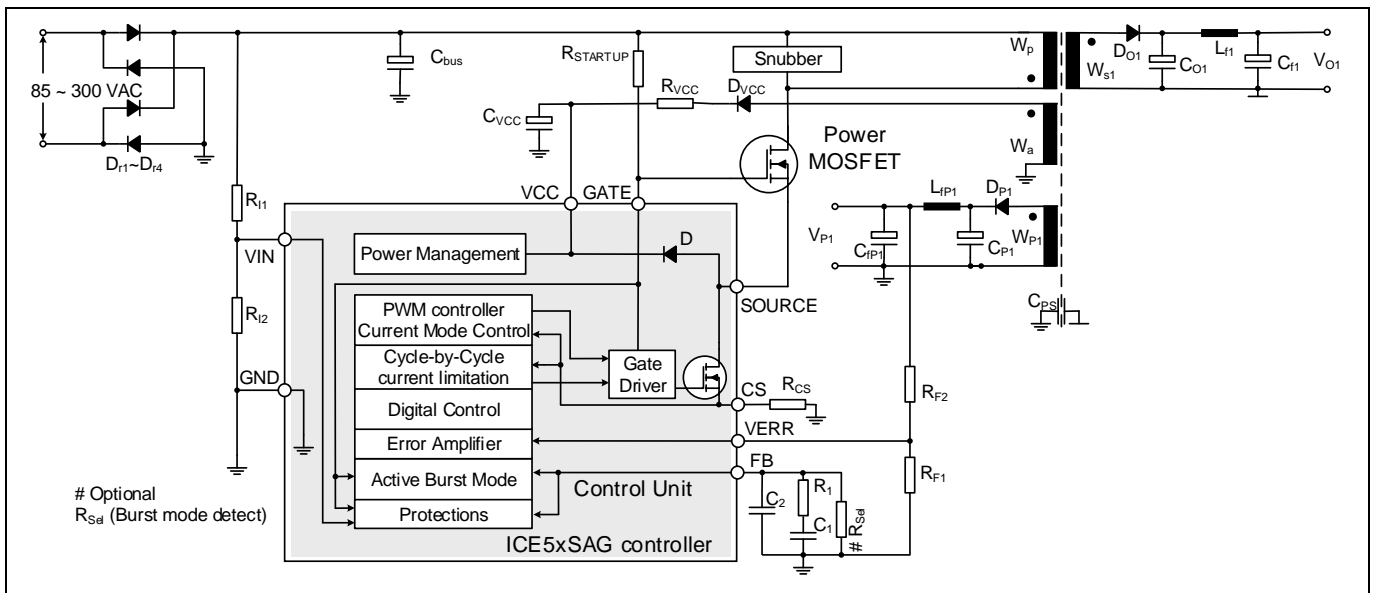 85 ~ 300 VAC
Dr1~Dr4
Cbus
RSTARTUP
Snubber
Wp
Ws1
DO1
CO1
Lf1
Cf1
VO1
RVCC
DVCC
CVCC
Wa
Power
MOSFET
VCC
GATE
RI1
VIN
RI2
GND
Power Management
D
SOURCE
LfP1
DP1
VP1
CfP1
CP1
WP1
CPS
PWM controller
Current Mode Control
Cycle-by-Cycle
current limitation
Digital Control
Error Amplifier
Active Burst Mode
Protections
Gate
Driver
CS
RCS
VERR
FB
RF2
RF1
Control Unit
C2
R1
C1
# RSel
# Optional
RSel (Burst mode detect)
ICE5xSAG controller